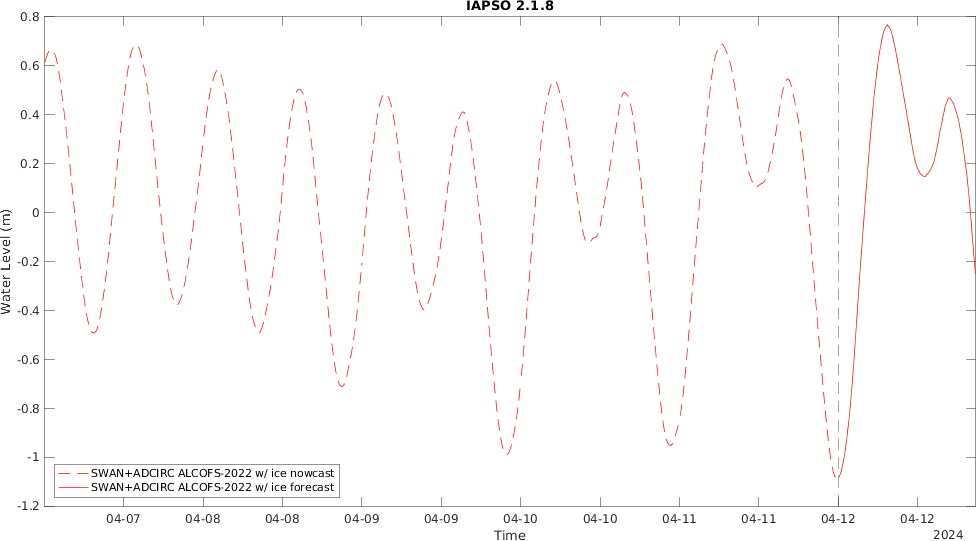 IAPSO 2.1.8
0.8
0.6
0.4
0.2
0
-0.2
-0.4
-0.6
-0.8
-1
-1.2
Water Level (m)
SWAN+ADCIRC ALCOFS-2022 w/ ice nowcast
SWAN+ADCIRC ALCOFS-2022 w/ ice forecast
04-07 04-08 04-08 04-09 04-09 04-10 04-10 04-11 04-11 04-12 04-12
Time
2024